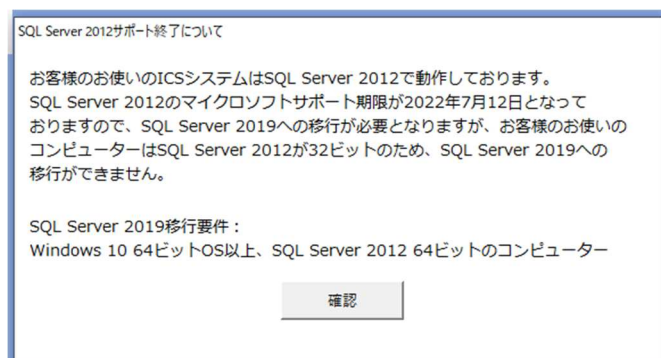 SQL Server 2012サポート終了について
お客様のお使いのICSシステムはSQL Server 2012で動作しております。
SQL Server 2012のマイクロソフトサポート期限が2022年7月12日となって
おりますので、SQL Server 2019への移行が必要となりますが、お客様のお使いの
コンピューターはSQL Server 2012が32ビットのため、SQL Server 2019への
移行ができません。
SQL Server 2019移行要件：
Windows 10 64ビットOS以上、SQL Server 2012 64ビットのコンピューター
確認